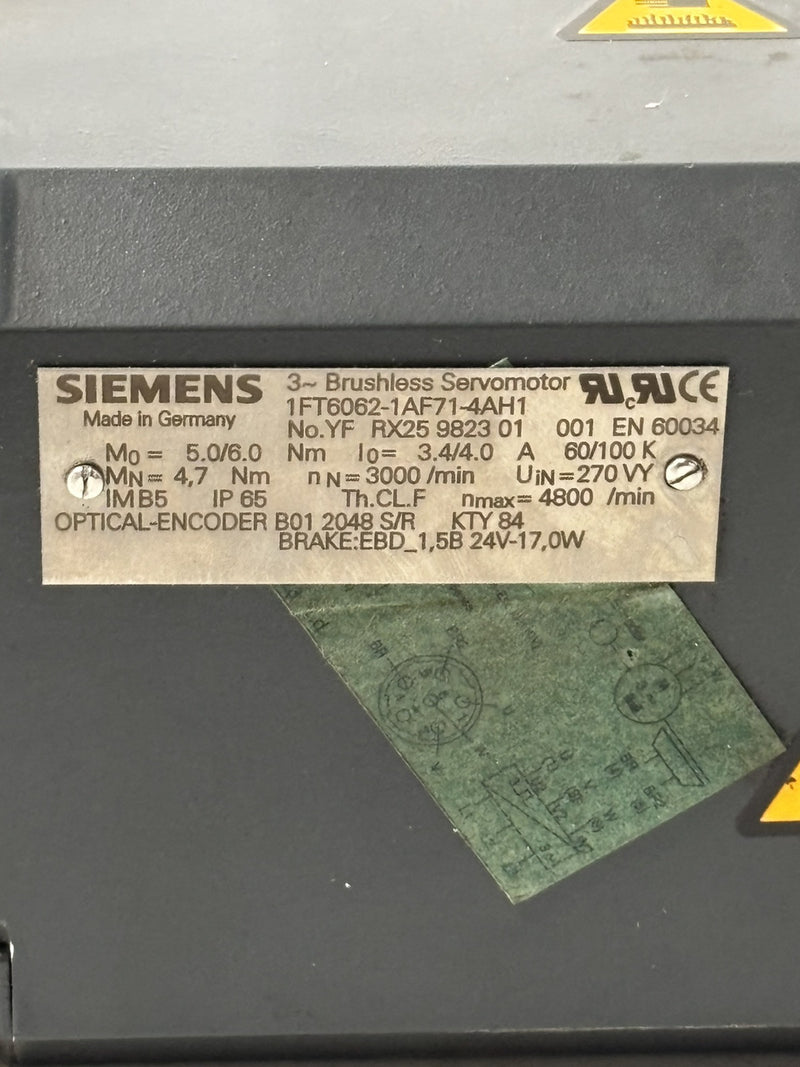 SIEMENS 3~ Brushless Servomotor
Made in Germany 1FT6062-1AF71-4AH1
No.YF RX25 9823 01 001 EN 60034
M0 = 5.0/6.0 Nm I0= 3.4/4.0 A 60/100 K
MN = 4,7 Nm nN=3000/min UiN=270 VY
IM B5 IP 65 Th.CL.F nmax= 4800 /min
OPTICAL-ENCODER B01 2048 S/R KTY 84
BRAKE:EBD_1,5B 24V-17,0W